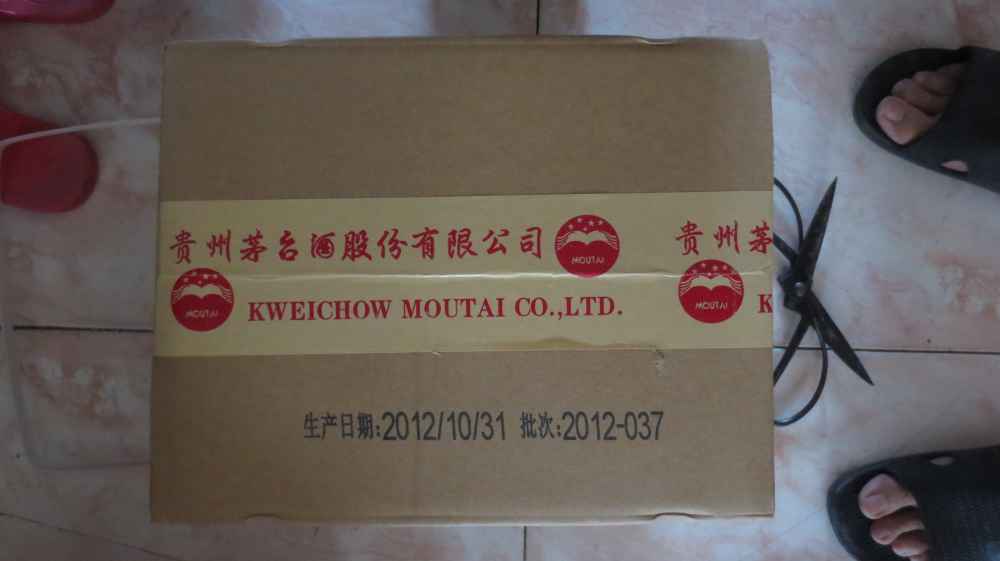 贵州茅台酒股份有限公司 MOUTAI 贵州茅
MOUTAI KWEICHOW MOUTAI CO.,LTD. MOUTAI K
生产日期:2012/10/31 批次:2012-037